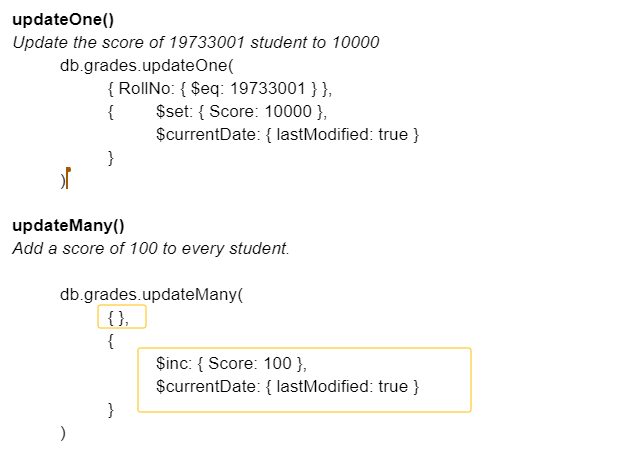 updateOne()
Update the score of 19733001 student to 10000
db.grades.updateOne(
{ RollNo: { $eq: 19733001 } },
{ $set: { Score: 10000 },
$currentDate: { lastModified: true }
}
)
updateMany()
Add a score of 100 to every student.
db.grades.updateMany(
{ },
{
$inc: { Score: 100 },
$currentDate: { lastModified: true }
}
)